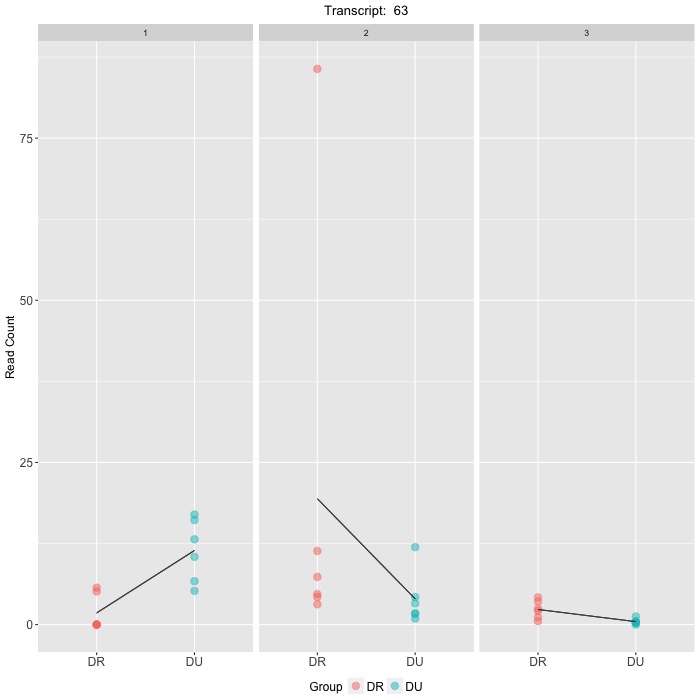 Transcript:  63
1 2 3
Read Count
75
50
25
0
DR DU DR DU DR DU
Group DR DU